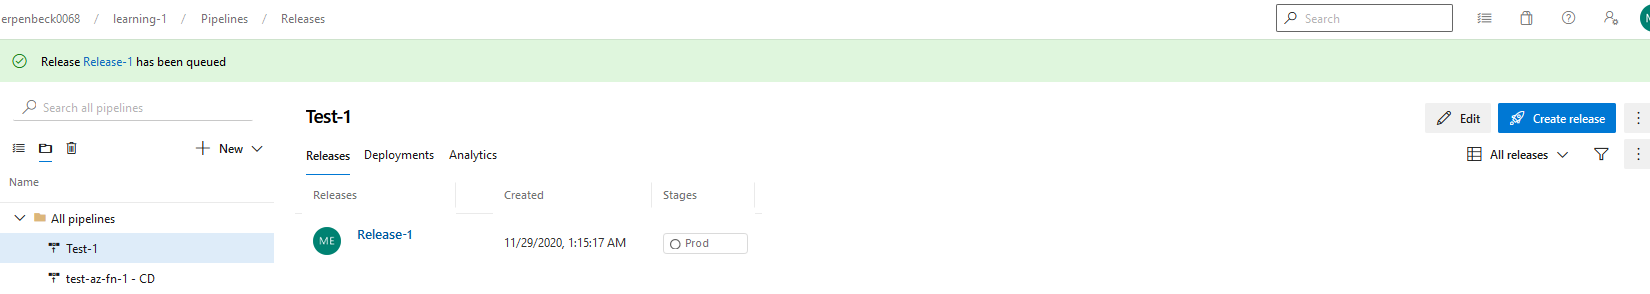 erpenbeck0068 / learning-1 / Pipelines / Releases
Search
Release Release-1 has been queued
Search all pipelines
Test-1
Edit
Create release
New
Releases
Deployments
Analytics
All releases
Name
Releases
Created
Stages
All pipelines
ME
Release-1
11/29/2020, 1:15:17 AM
Prod
Test-1
test-az-fn-1 - CD